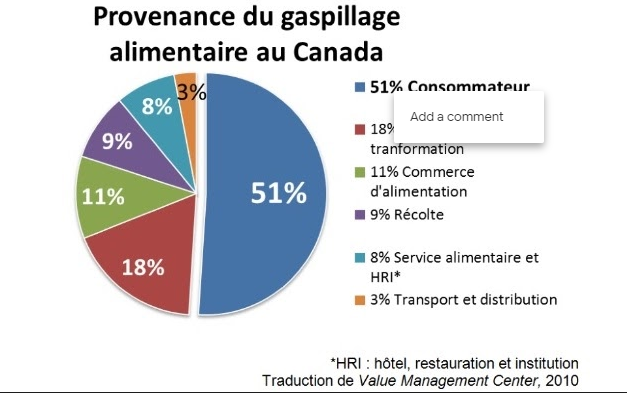 Provenance du gaspillage
alimentaire au Canada
3%
8%
9%
11%
18%
51%
51% Consommateur
Add a comment
18%
tranformation
11% Commerce
d'alimentation
9% Récolte
8% Service alimentaire et
HRI*
3% Transport et distribution
*HRI : hôtel, restauration et institution
Traduction de Value Management Center, 2010